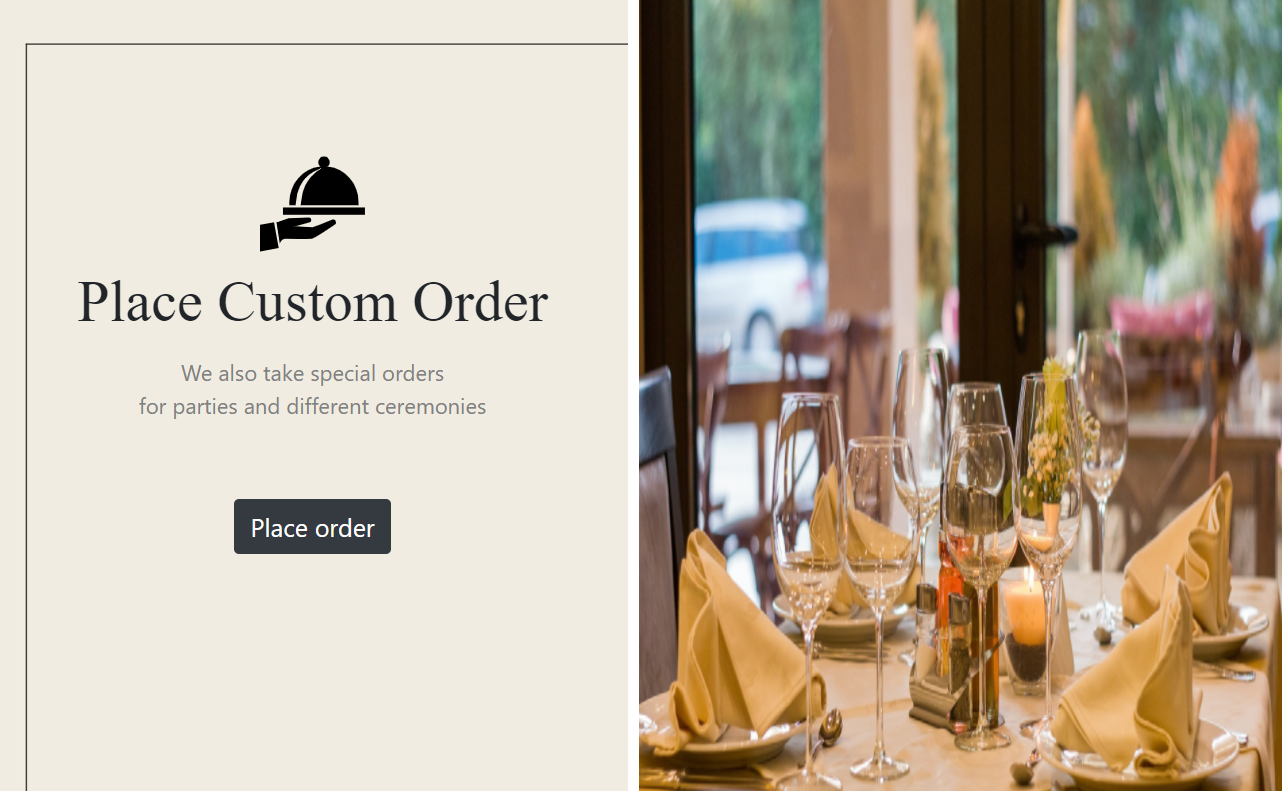 Place Custom Order
We also take special orders
for parties and different ceremonies
Place order